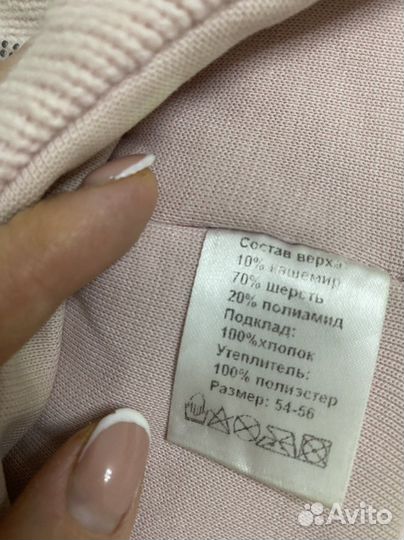 Состав верха
10% кашемир
70% шерсть
20% полиамид
Подклад:
100%хлопок
Утеплитель:
100% полиэстер
Размер: 54-56
Avito